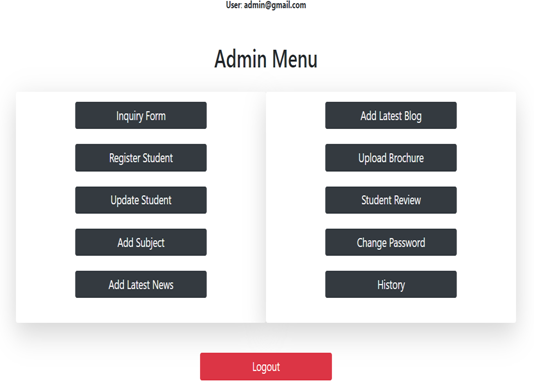 User: admin@gmail.com
Admin Menu
Inquiry Form
Register Student
Update Student
Add Subject
Add Latest News
Add Latest Blog
Upload Brochure
Student Review
Change Password
History
Logout